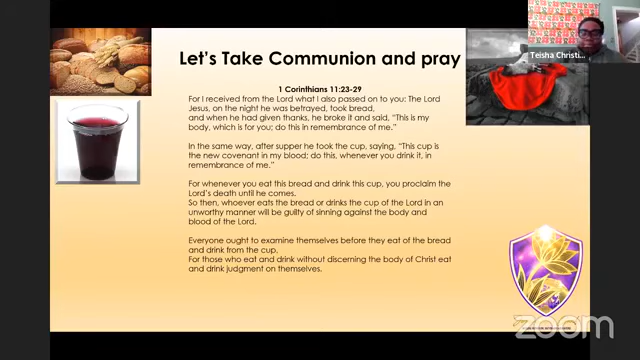 Let's Take Communion and pray
Teisha Christi...
1 Corinthians 11:23-29
For I received from the Lord what I also passed on to you: The Lord
Jesus, on the night he was betrayed, took bread,
and when he had given thanks, he broke it and said, "This is my
body, which is for you; do this in remembrance of me."
In the same way, after supper he took the cup, saying, "This cup is
the new covenant in my blood; do this, whenever you drink it, in
remembrance of me."
For whenever you eat this bread and drink this cup, you proclaim the
Lord's death until he comes.
So then, whoever eats the bread or drinks the cup of the Lord in an
unworthy manner will be guilty of sinning against the body and
blood of the Lord.
Everyone ought to examine themselves before they eat of the bread
and drink from the cup.
For those who eat and drink without discerning the body of Christ eat
and drink judgment on themselves.
zoom